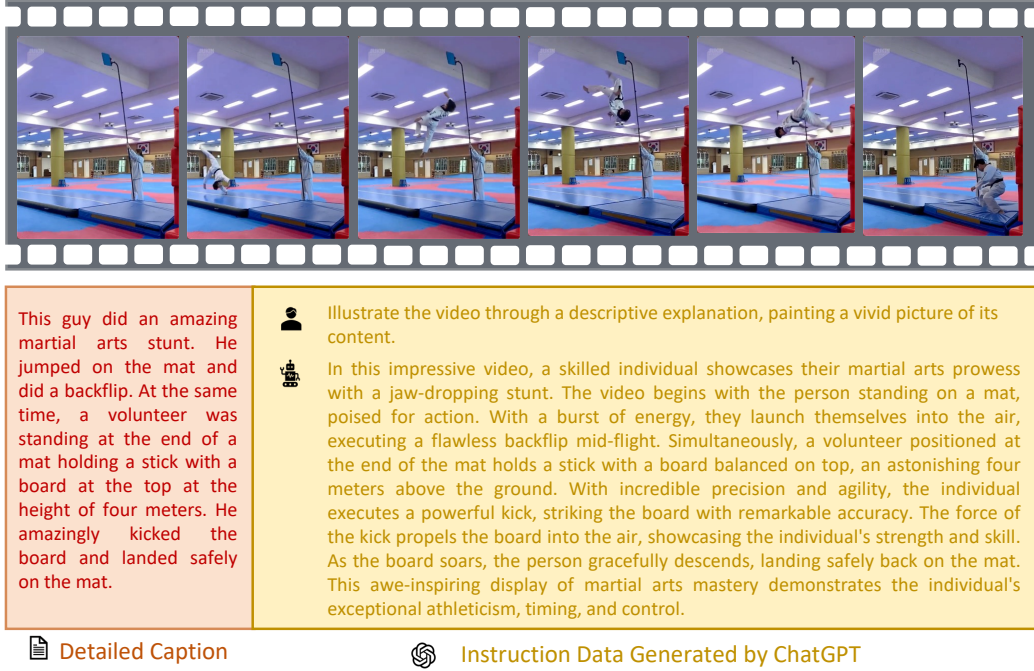 This guy did an amazing
martial arts stunt. He
jumped on the mat and
did a backflip. At the same
time, a volunteer was
standing at the end of a
mat holding a stick with a
board at the top at the
height of four meters. He
amazingly kicked the
board and landed safely
on the mat.
Illustrate the video through a descriptive explanation, painting a vivid picture of its
content.
In this impressive video, a skilled individual showcases their martial arts prowess
with a jaw-dropping stunt. The video begins with the person standing on a mat,
poised for action. With a burst of energy, they launch themselves into the air,
executing a flawless backflip mid-flight. Simultaneously, a volunteer positioned at
the end of the mat holds a stick with a board balanced on top, an astonishing four
meters above the ground. With incredible precision and agility, the individual
executes a powerful kick, striking the board with remarkable accuracy. The force of
the kick propels the board into the air, showcasing the individual's strength and skill.
As the board soars, the person gracefully descends, landing safely back on the mat.
This awe-inspiring display of martial arts mastery demonstrates the individual's
exceptional athleticism, timing, and control.
Detailed Caption
Instruction Data Generated by ChatGPT